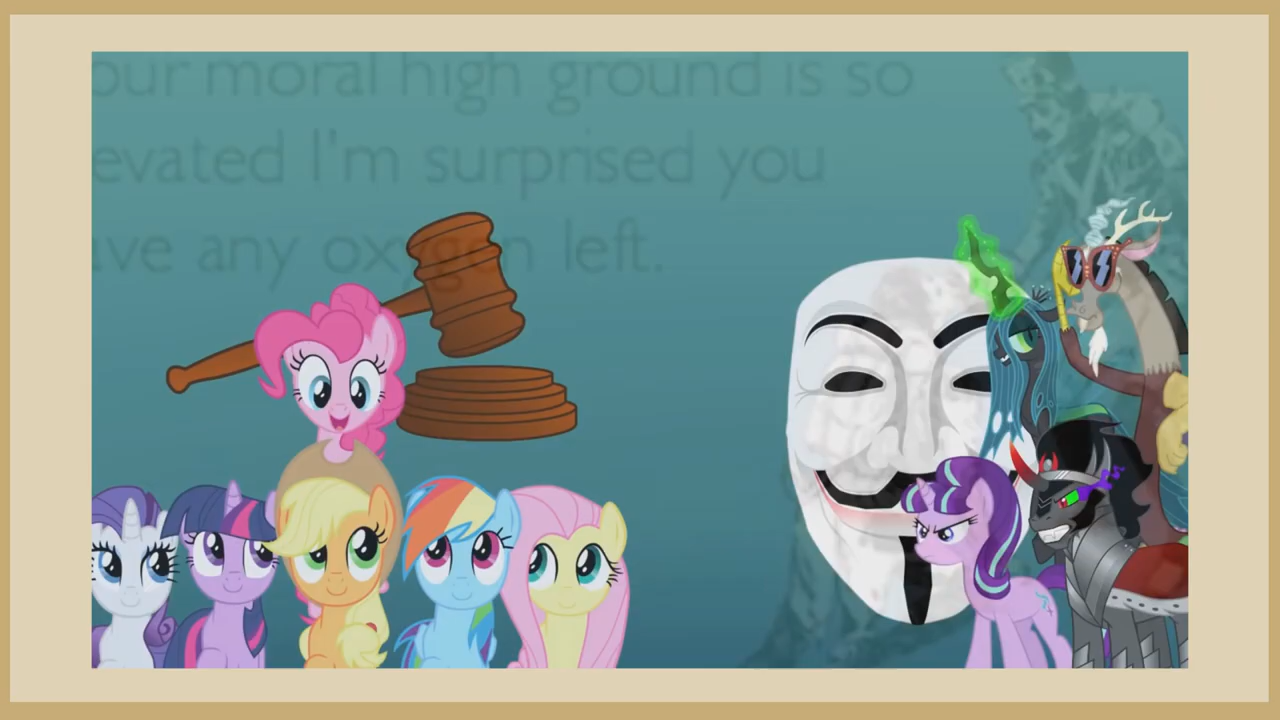 our moral high ground is so
evated I'm surprised you
ave any oxygen left.